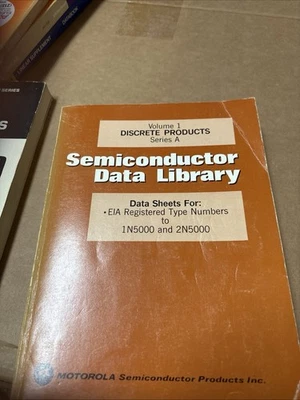 Volume 1
DISCRETE PRODUCTS
Series A
Semiconductor
Data Library
Data Sheets For:
•EIA Registered Type Numbers
to
1N5000 and 2N5000
MOTOROLA Semiconductor Products Inc.
SERIES
S